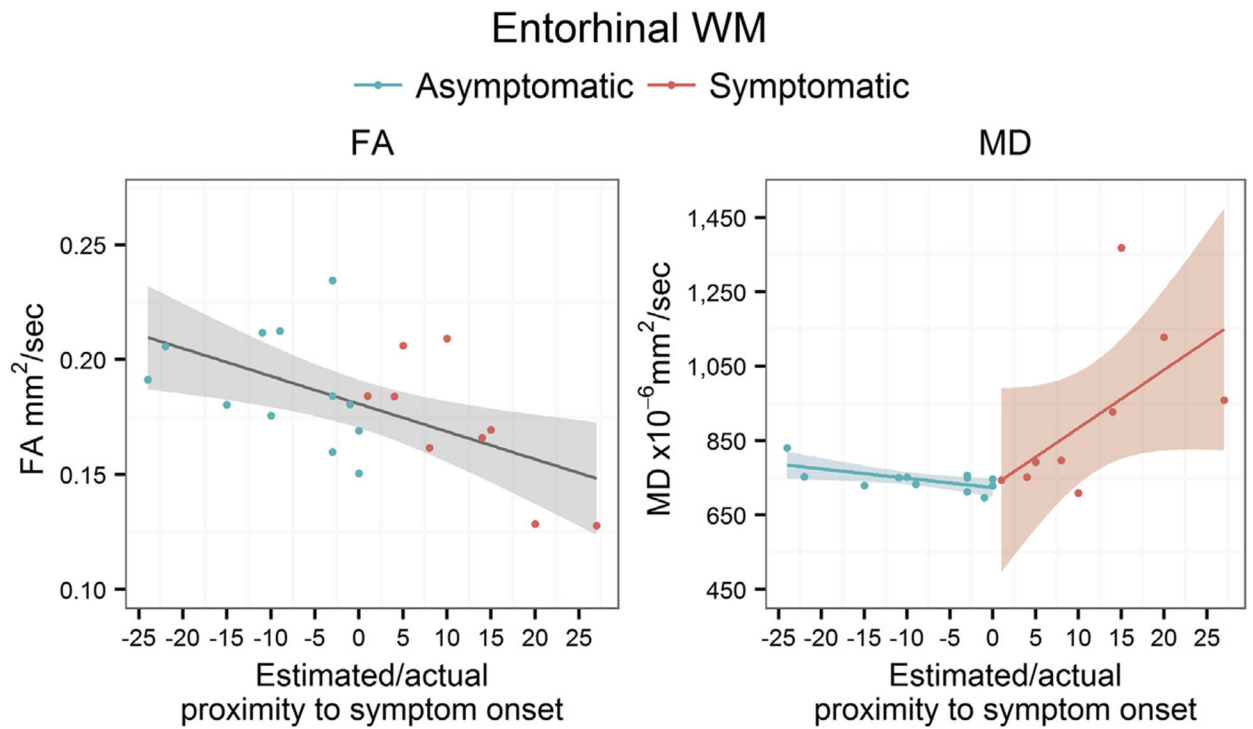 Entorhinal WM
Asymptomatic Symptomatic
FA
FA mm²/sec
0.25
0.20
0.15
0.10
-25 -20 -15 -10 -5 0 5 10 15 20 25
Estimated/actual
proximity to symptom onset
MD
MD x10⁻⁶mm²/sec
1,450
1,250
1,050
850
650
450
-25 -20 -15 -10 -5 0 5 10 15 20 25
Estimated/actual
proximity to symptom onset